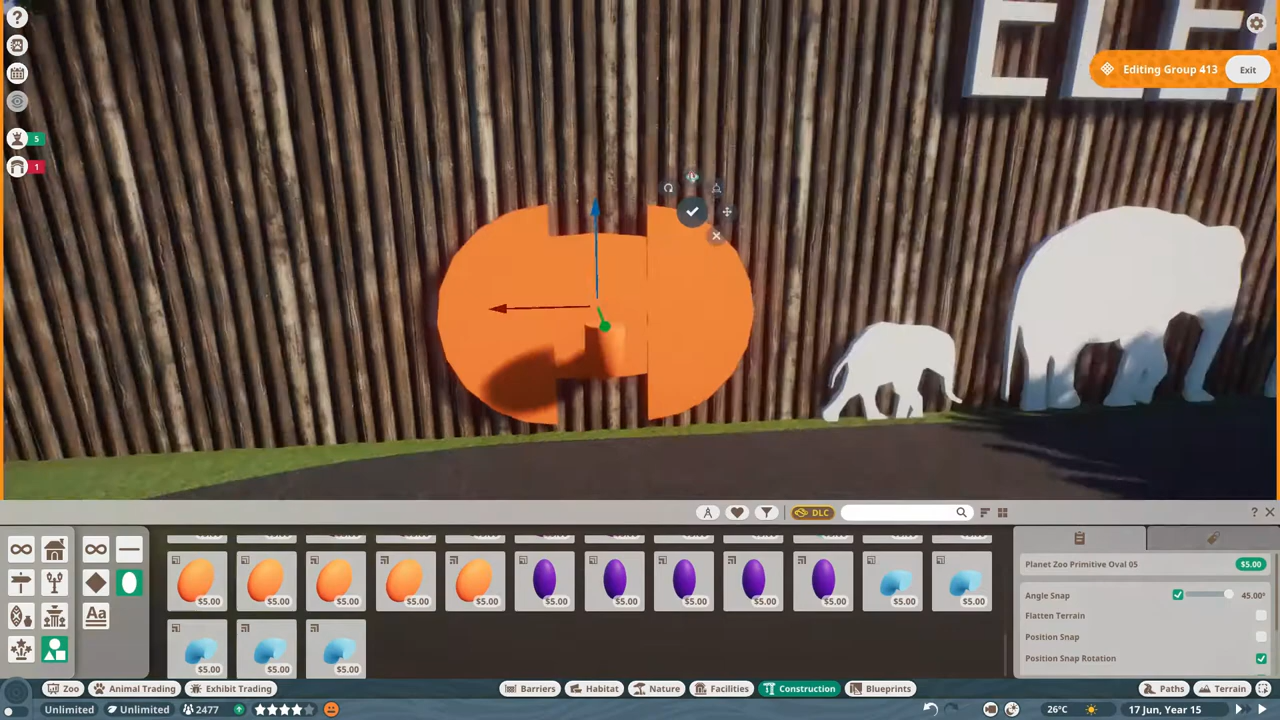 ELE
Editing Group 413 Exit
5
1
DLC
$5.00 $5.00 $5.00 $5.00 $5.00 $5.00 $5.00 $5.00 $5.00 $5.00 $5.00 $5.00
$5.00 $5.00 $5.00
Planet Zoo Primitive Oval 05 $5.00
Angle Snap 45.00°
Flatten Terrain
Position Snap
Position Snap Rotation
Aa
Zoo Animal Trading Exhibit Trading Barriers Habitat Nature Facilities Construction Blueprints Paths Terrain
Unlimited Unlimited 2477 26°C 17 Jun, Year 15